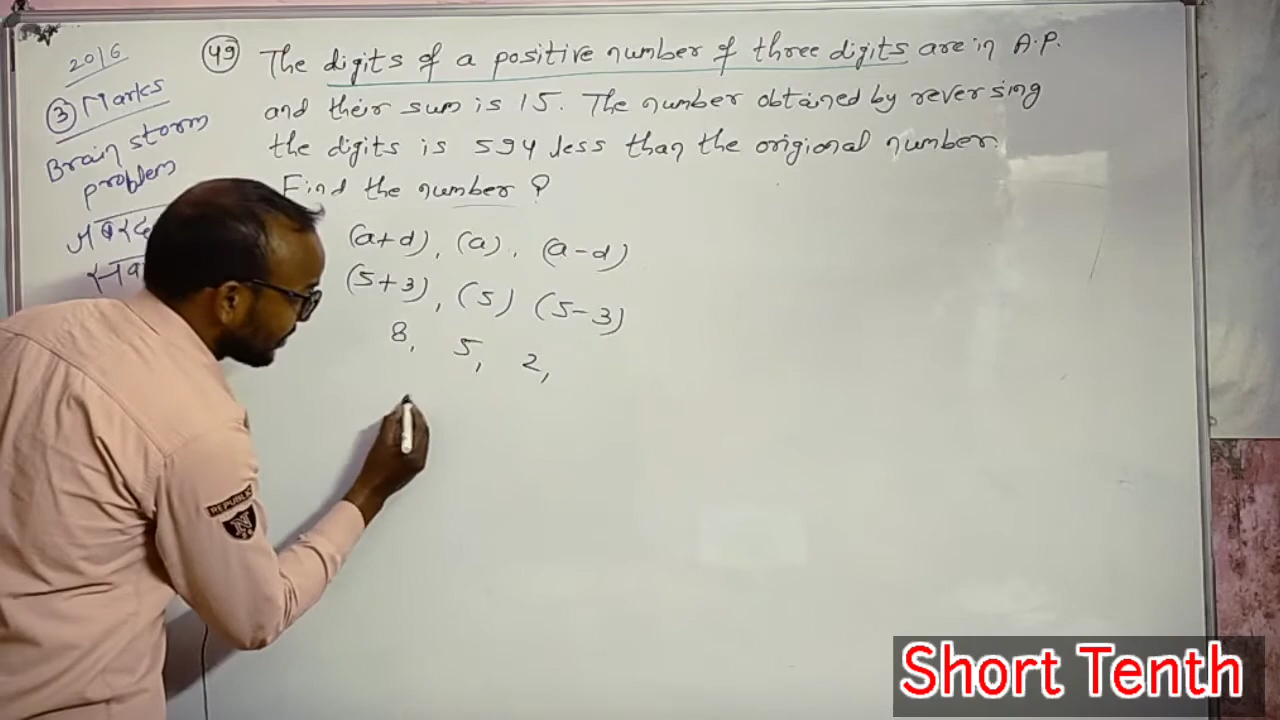 2016
(3) Marks
Brain storm
problem
(49) The digits of a positive number of three digits are in A.P.
and their sum is 15. The number obtained by reversing
the digits is 594 less than the origional number.
Find the number ?
(a+d), (a), (a-d)
(5+3), (5) (5-3)
8, 5, 2,
REPUBLIC
N
Short Tenth